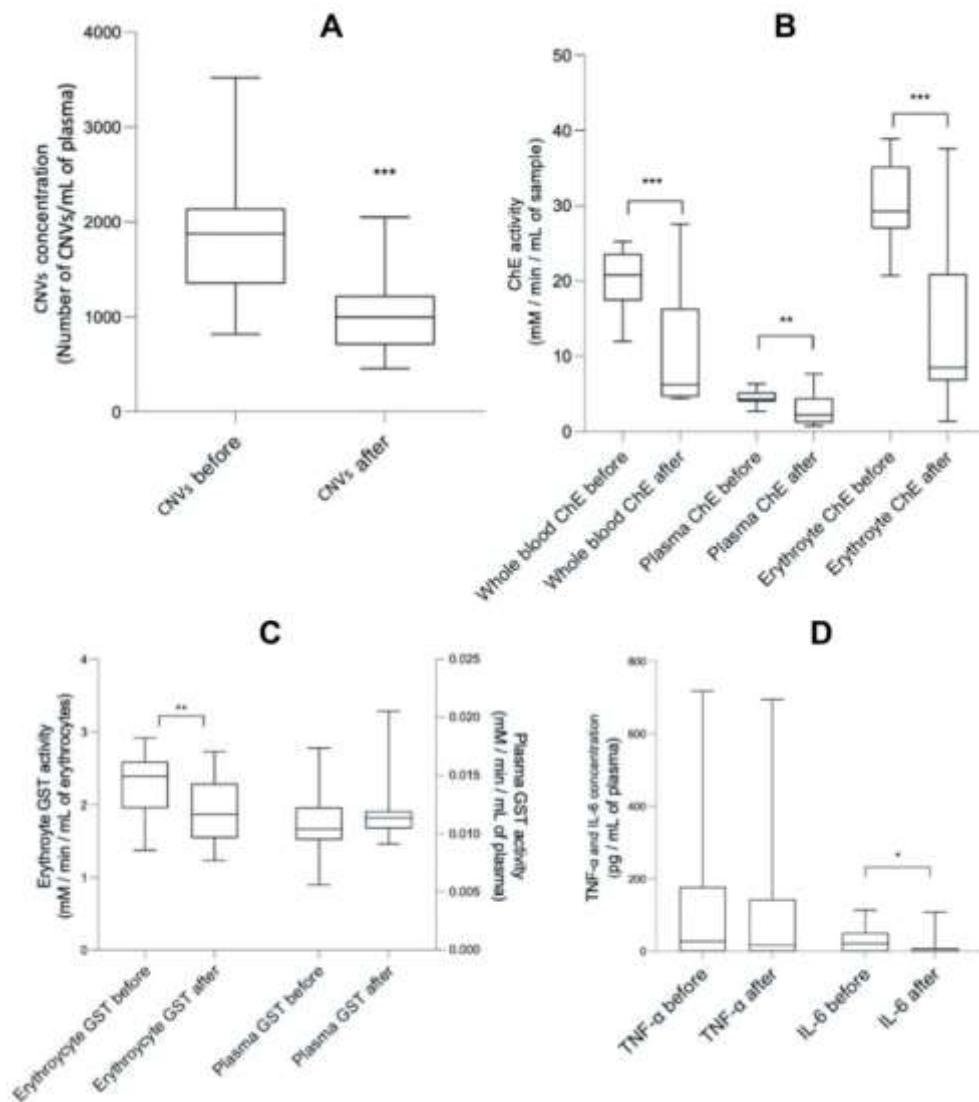 A
4000
3000
2000
1000
0
CNVs concentration
(Number of CNVs/mL of plasma)
***
CNVs before
CNVs after
B
50
40
30
20
10
0
ChE activity
(mM / min / mL of sample)
***
**
***
Whole blood ChE before
Whole blood ChE after
Plasma ChE before
Plasma ChE after
Erythroyte ChE before
Erythroyte ChE after
C
4
3
2
1
0
Erythroyte GST activity
(mM / min / mL of erythrocytes)
**
0.025
0.020
0.015
0.010
0.005
0.000
Plasma GST activity
(mM / min / mL of plasma)
Erythroycyte GST before
Erythroyocyte GST after
Plasma GST before
Plasma GST after
D
800
600
400
200
0
TNF-α and IL-6 concentration
(pg / mL of plasma)
*
TNF-α before
TNF-α after
IL-6 before
IL-6 after